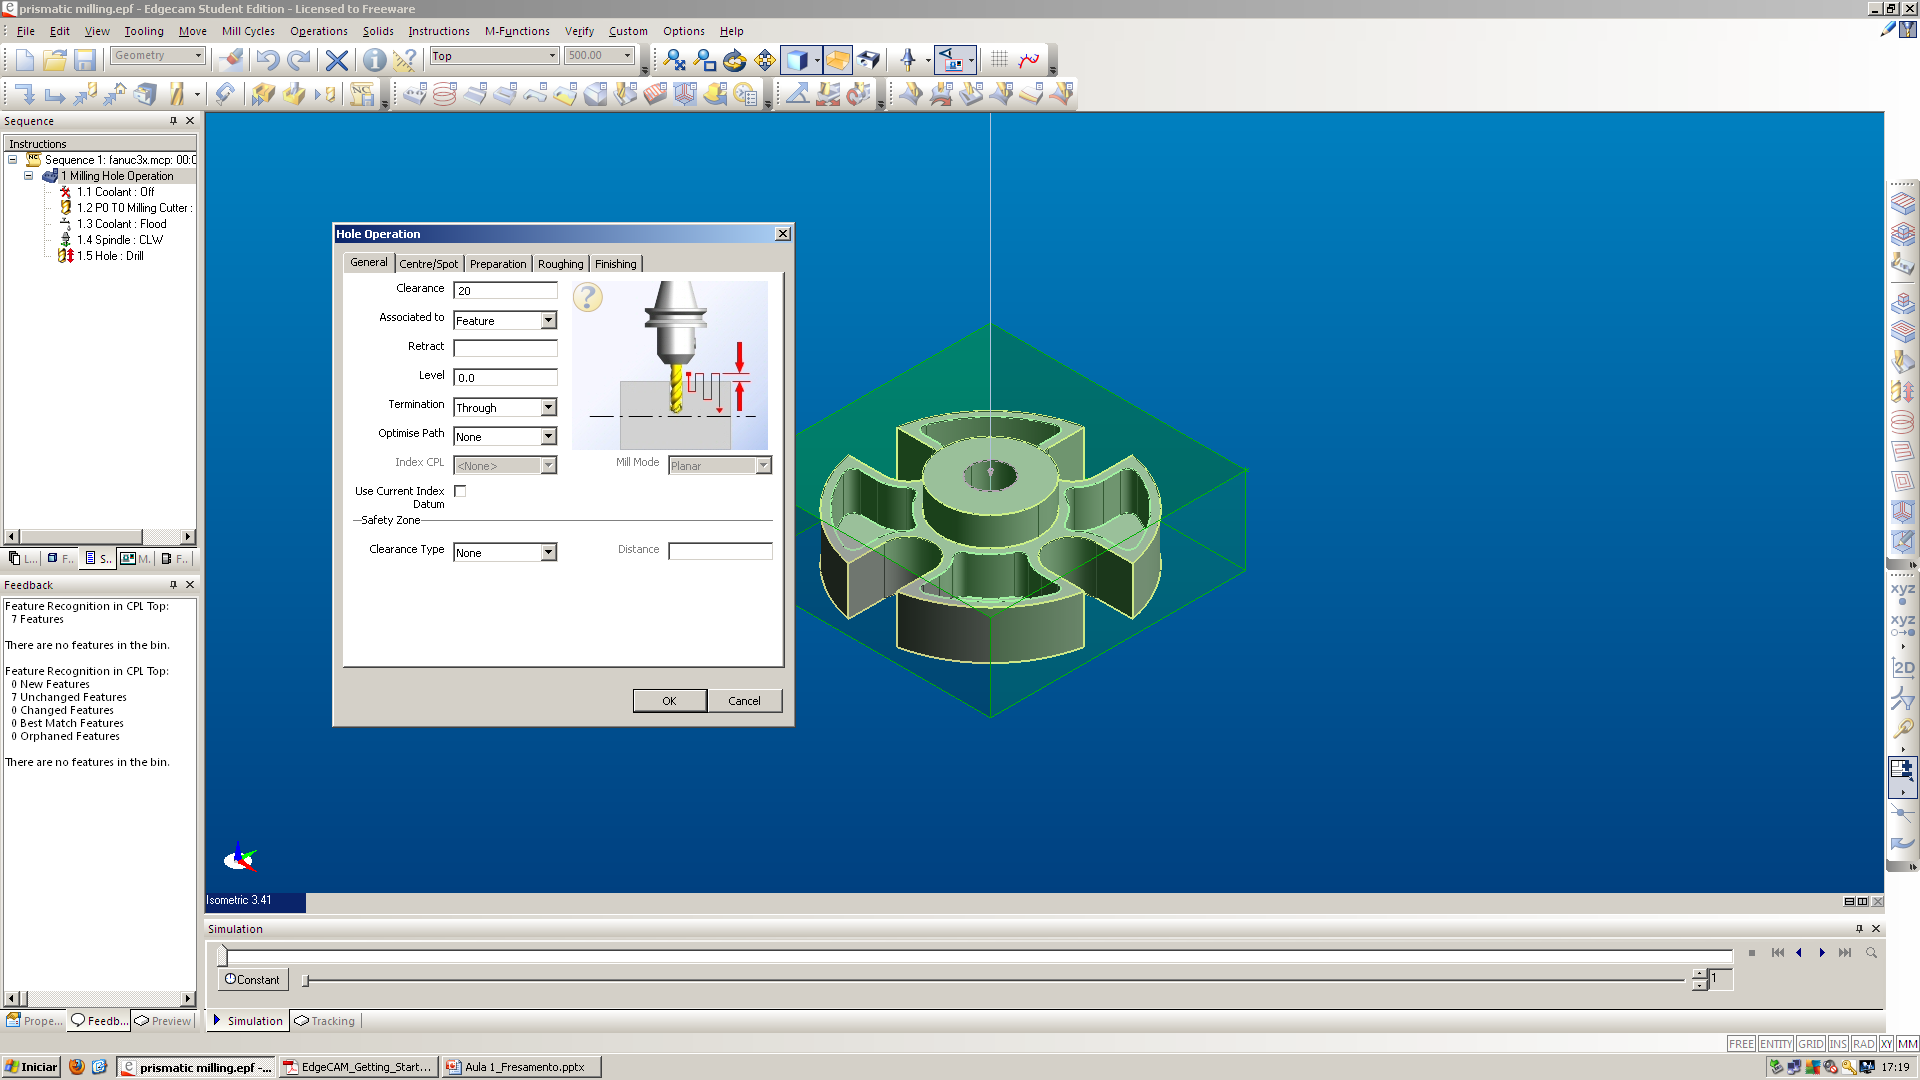 prismatic milling.epf - Edgecam Student Edition - Licensed to Freeware
File Edit View Tooling Move Mill Cycles Operations Solids Instructions M-Functions Verify Custom Options Help
Geometry
Top
500.00
Sequence
Instructions
Sequence 1: fanuc3x.mcp: 00:0
1 Milling Hole Operation
1.1 Coolant : Off
1.2 P0 T0 Milling Cutter :
1.3 Coolant : Flood
1.4 Spindle : CLW
1.5 Hole : Drill
L... F.. S.. M. F..
Feedback
Feature Recognition in CPL Top:
7 Features
There are no features in the bin.
Feature Recognition in CPL Top:
0 New Features
7 Unchanged Features
0 Changed Features
0 Best Match Features
0 Orphaned Features
There are no features in the bin.
Prope... Feedb... Preview
Hole Operation
General Centre/Spot Preparation Roughing Finishing
Clearance 20
Associated to Feature
Retract
Level 0.0
Termination Through
Optimise Path None
Index CPL <None> Mill Mode Planar
Use Current Index
Datum
Safety Zone
Clearance Type None Distance
OK Cancel
xyz
xyz
2D
Isometric 3.41
Simulation
Constant
1
Simulation Tracking
FREE ENTITY GRID INS RAD XY MM
Iniciar prismatic milling.epf -... EdgeCAM_Getting_Start... Aula 1_Fresamento.pptx 17:19